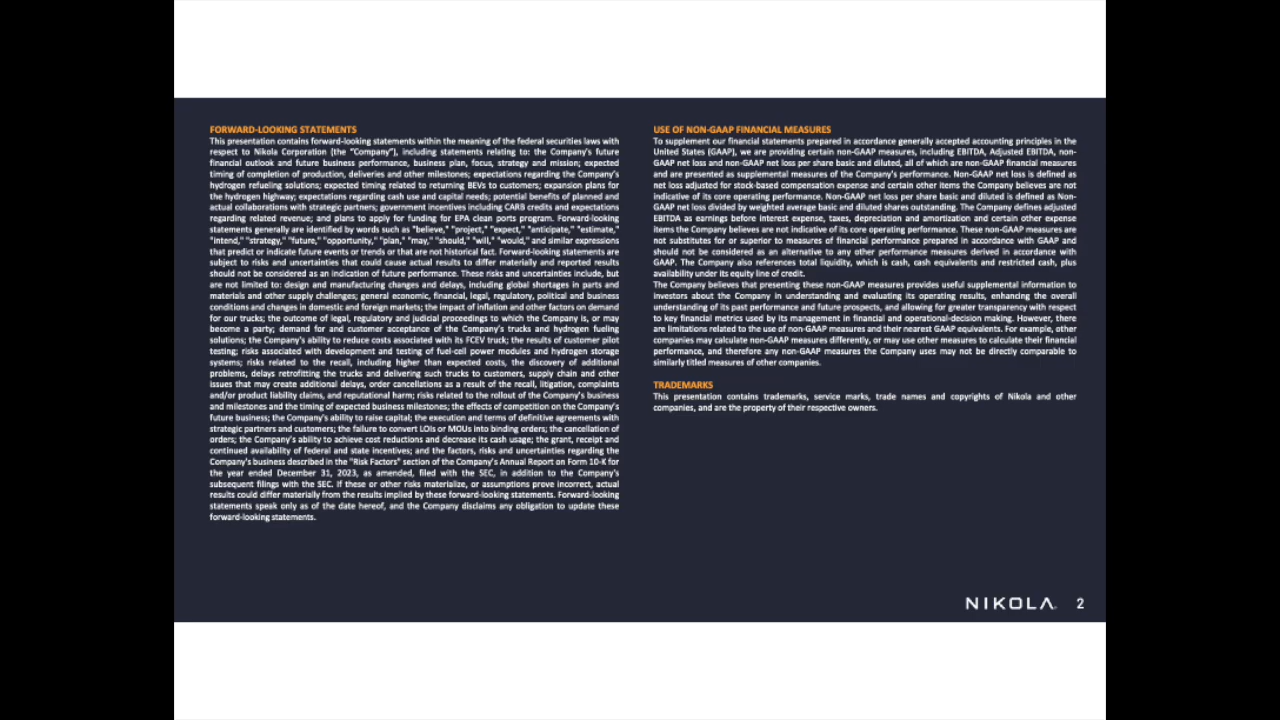 FORWARD-LOOKING STATEMENTS
This presentation contains forward-looking statements within the meaning of the federal securities laws with
respect to Nikola Corporation (the "Company"), including statements relating to: the Company's future
financial outlook and future business performance, business plan, focus, strategy and mission; expected
timing of completion of production, deliveries and other milestones; expectations regarding the Company's
hydrogen refueling solutions; expected timing related to returning BEVs to customers; expansion plans for
the hydrogen highway; expectations regarding cash use and capital needs; potential benefits of planned and
actual collaborations with strategic partners; government incentives including CARB credits and expectations
regarding related revenue; and plans to apply for funding for EPA clean ports program. Forward-looking
statements generally are identified by words such as "believe," "project," "expect," "anticipate," "estimate,"
"intend," "strategy," "future," "opportunity," "plan," "may," "should," "will," "would," and similar expressions
that predict or indicate future events or trends or that are not historical fact. Forward-looking statements are
subject to risks and uncertainties that could cause actual results to differ materially and reported results
should not be considered as an indication of future performance. These risks and uncertainties include, but
are not limited to: design and manufacturing changes and delays, including global shortages in parts and
materials and other supply challenges; general economic, financial, legal, regulatory, political and business
conditions and changes in domestic and foreign markets; the impact of inflation and other factors on demand
for our trucks; the outcome of legal, regulatory and judicial proceedings to which the Company is, or may
become a party; demand for and customer acceptance of the Company's trucks and hydrogen fueling
solutions; the Company's ability to reduce costs associated with its FCEV truck; the results of customer pilot
testing; risks associated with development and testing of fuel-cell power modules and hydrogen storage
systems; risks related to the recall, including higher than expected costs, the discovery of additional
problems, delays retrofitting the trucks and delivering such trucks to customers, supply chain and other
issues that may create additional delays, order cancellations as a result of the recall, litigation, complaints
and/or product liability claims, and reputational harm; risks related to the rollout of the Company's business
and milestones and the timing of expected business milestones; the effects of competition on the Company's
future business; the Company's ability to raise capital; the execution and terms of definitive agreements with
strategic partners and customers; the failure to convert LOIs or MOUs into binding orders; the cancellation of
orders; the Company's ability to achieve cost reductions and decrease its cash usage; the grant, receipt and
continued availability of federal and state incentives; and the factors, risks and uncertainties regarding the
Company's business described in the "Risk Factors" section of the Company's Annual Report on Form 10-K for
the year ended December 31, 2023, as amended, filed with the SEC, in addition to the Company's
subsequent filings with the SEC. If these or other risks materialize, or assumptions prove incorrect, actual
results could differ materially from the results implied by these forward-looking statements. Forward-looking
statements speak only as of the date hereof, and the Company disclaims any obligation to update these
forward-looking statements.
USE OF NON-GAAP FINANCIAL MEASURES
To supplement our financial statements prepared in accordance generally accepted accounting principles in the
United States (GAAP), we are providing certain non-GAAP measures, including EBITDA, Adjusted EBITDA, non-
GAAP net loss and non-GAAP net loss per share basic and diluted, all of which are non-GAAP financial measures
and are presented as supplemental measures of the Company's performance. Non-GAAP net loss is defined as
net loss adjusted for stock-based compensation expense and certain other items the Company believes are not
indicative of its core operating performance. Non-GAAP net loss per share basic and diluted is defined as Non-
GAAP net loss divided by weighted average basic and diluted shares outstanding. The Company defines adjusted
EBITDA as earnings before interest expense, taxes, depreciation and amortization and certain other expense
items the Company believes are not indicative of its core operating performance. These non-GAAP measures are
not substitutes for or superior to measures of financial performance prepared in accordance with GAAP and
should not be considered as an alternative to any other performance measures derived in accordance with
GAAP. The Company also references total liquidity, which is cash, cash equivalents and restricted cash, plus
availability under its equity line of credit.
The Company believes that presenting these non-GAAP measures provides useful supplemental information to
investors about the Company in understanding and evaluating its operating results, enhancing the overall
understanding of its past performance and future prospects, and allowing for greater transparency with respect
to key financial metrics used by its management in financial and operational-decision making. However, there
are limitations related to the use of non-GAAP measures and their nearest GAAP equivalents. For example, other
companies may calculate non-GAAP measures differently, or may use other measures to calculate their financial
performance, and therefore any non-GAAP measures the Company uses may not be directly comparable to
similarly titled measures of other companies.
TRADEMARKS
This presentation contains trademarks, service marks, trade names and copyrights of Nikola and other
companies, and are the property of their respective owners.
NIKOLA 2